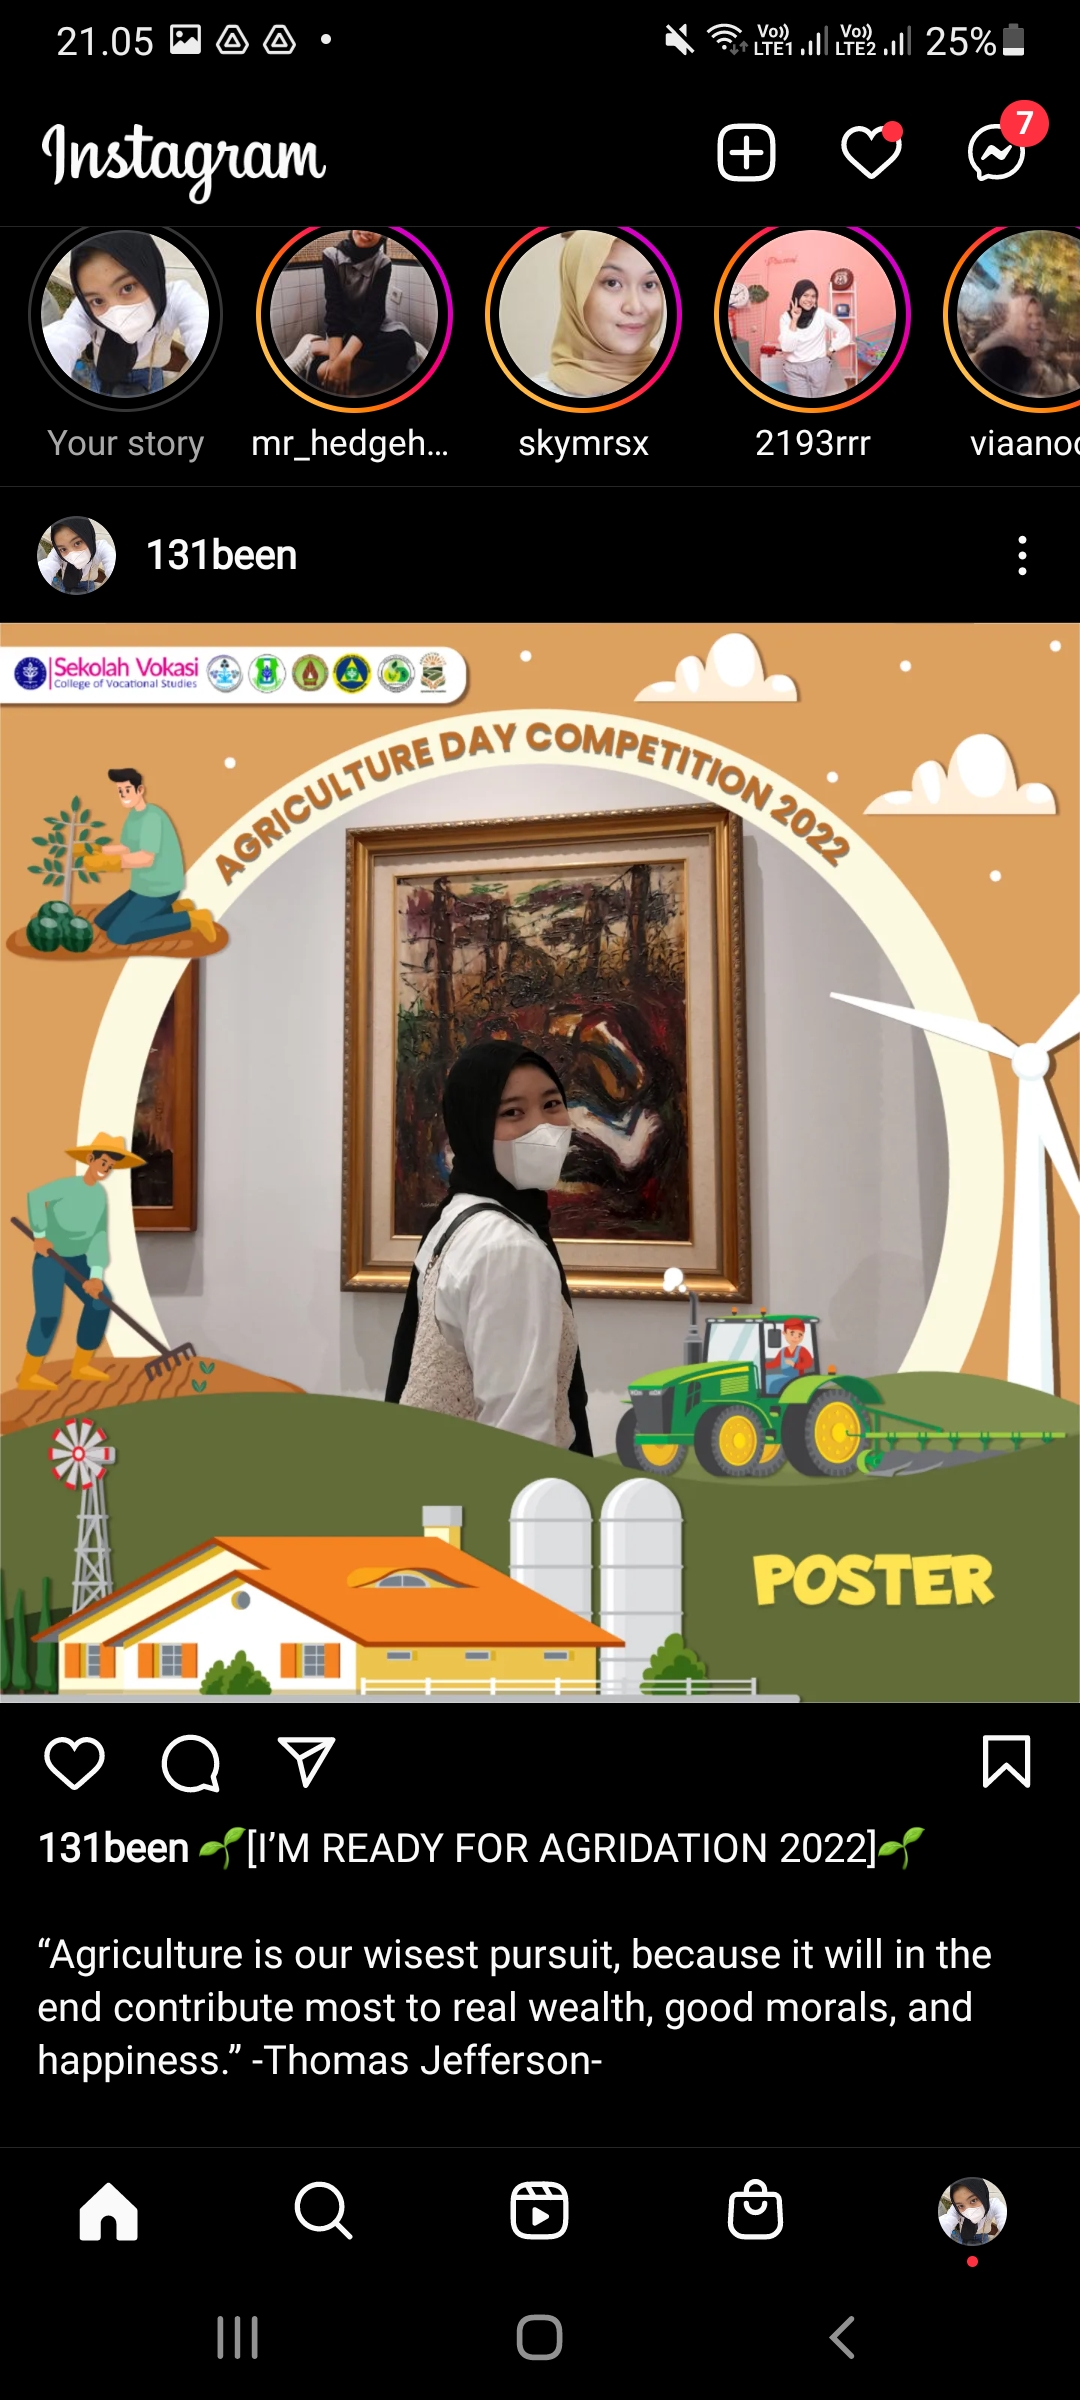 21.05 Vo)) LTE1 Vo)) LTE2 25%
Instagram 7
Your story mr_hedgeh... skymrsx 2193rrr viaano
131been
Sekolah Vokasi
College of Vocational Studies
AGRICULTURE DAY COMPETITION 2022
POSTER
131been 🌱[I'M READY FOR AGRIDATION 2022]🌱
“Agriculture is our wisest pursuit, because it will in the
end contribute most to real wealth, good morals, and
happiness.” -Thomas Jefferson-